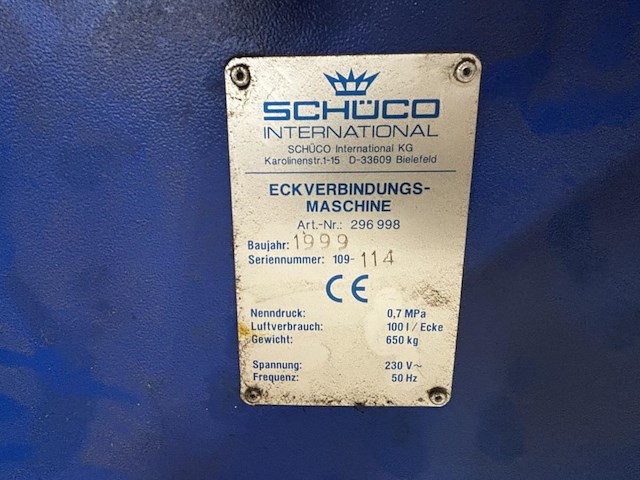 SCHÜCO
INTERNATIONAL
SCHÜCO International KG
Karolinenstr.1-15 D-33609 Bielefeld
ECKVERBINDUNGS-
MASCHINE
Art.-Nr.: 296 998
Baujahr: 1999
Seriennummer: 109-114
CE
Nenndruck: 0,7 MPa
Luftverbrauch: 100 l / Ecke
Gewicht: 650 kg
Spannung: 230 V~
Frequenz: 50 Hz